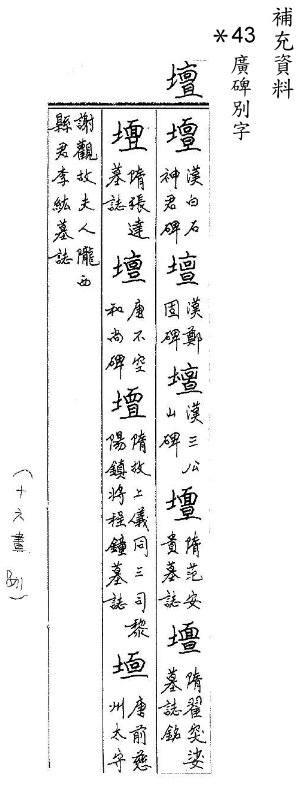 補充資料
*43 廣碑別字
壇
壇 漢白石神君碑 壇 漢鄭固碑 壇 漢三公山碑 壇 隋范安貴墓誌 壇 隋翟突娑墓誌銘
壇 隋張達墓誌 壇 唐不空和尚碑 壇 隋故上儀同三司黎陽鎮將程鐘墓誌 壇 唐前慈州太守
謝觀故夫人隴西縣君李紘墓誌
(十六畫 )